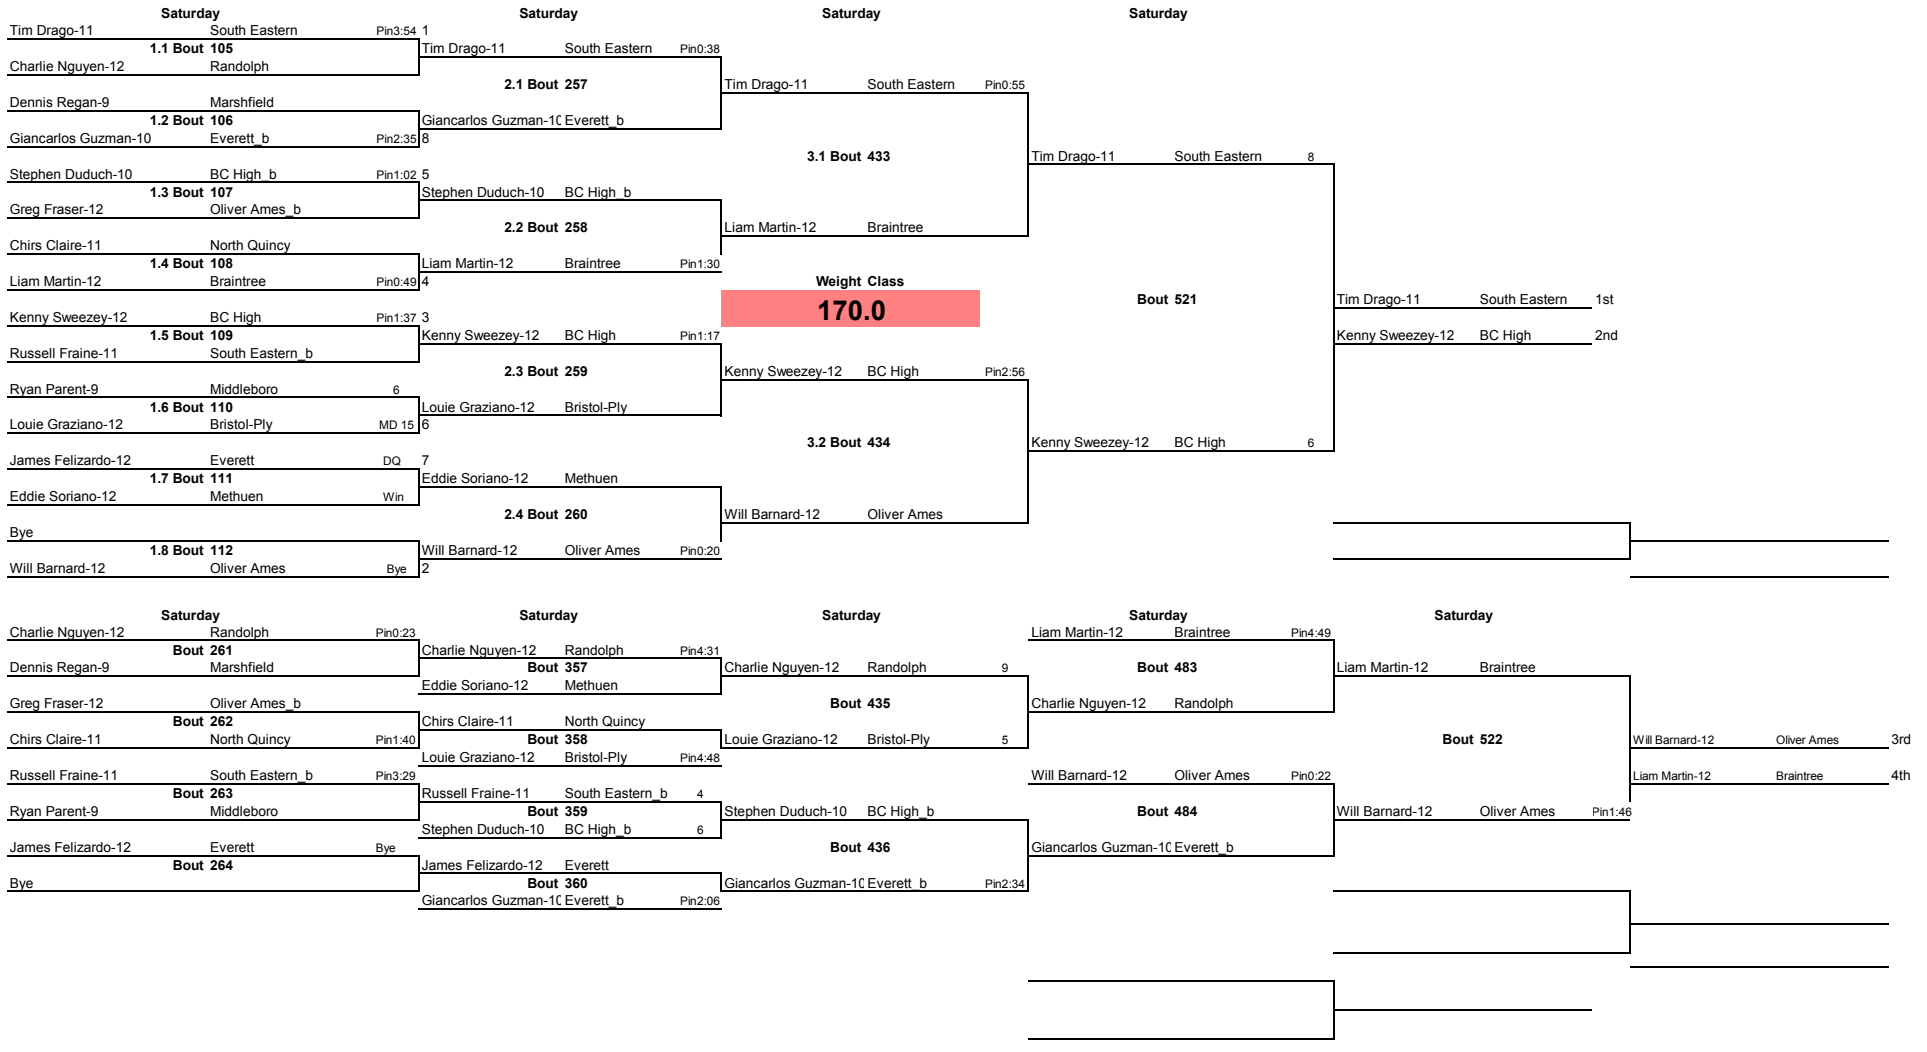 Saturday Saturday Saturday Saturday
Tim Drago-11 South Eastern Pin3:54 1
1.1 Bout 105 Tim Drago-11 South Eastern Pin0:38
Charlie Nguyen-12 Randolph
2.1 Bout 257 Tim Drago-11 South Eastern Pin0:55
Dennis Regan-9 Marshfield
1.2 Bout 106 Giancarlos Guzman-10 Everett_b
Giancarlos Guzman-10 Everett_b Pin2:35 8
3.1 Bout 433 Tim Drago-11 South Eastern 8
Stephen Duduch-10 BC High_b Pin1:02 5
1.3 Bout 107 Stephen Duduch-10 BC High_b
Greg Fraser-12 Oliver Ames_b
2.2 Bout 258 Liam Martin-12 Braintree
Chirs Claire-11 North Quincy
1.4 Bout 108 Liam Martin-12 Braintree Pin1:30
Liam Martin-12 Braintree Pin0:49 4 Weight Class
170.0 Bout 521 Tim Drago-11 South Eastern 1st
Kenny Sweezey-12 BC High Pin1:37 3
1.5 Bout 109 Kenny Sweezey-12 BC High Pin1:17 Kenny Sweezey-12 BC High 2nd
Russell Fraine-11 South Eastern_b
2.3 Bout 259 Kenny Sweezey-12 BC High Pin2:56
Ryan Parent-9 Middleboro 6
1.6 Bout 110 Louie Graziano-12 Bristol-Ply
Louie Graziano-12 Bristol-Ply MD 15 6
3.2 Bout 434 Kenny Sweezey-12 BC High 6
James Felizardo-12 Everett DQ 7
1.7 Bout 111 Eddie Soriano-12 Methuen
Eddie Soriano-12 Methuen Win
2.4 Bout 260 Will Barnard-12 Oliver Ames
Bye
1.8 Bout 112 Will Barnard-12 Oliver Ames Pin0:20
Will Barnard-12 Oliver Ames Bye 2
Saturday Saturday Saturday Saturday Saturday
Charlie Nguyen-12 Randolph Pin0:23 Liam Martin-12 Braintree Pin4:49
Bout 261 Charlie Nguyen-12 Randolph Pin4:31
Dennis Regan-9 Marshfield Bout 357 Charlie Nguyen-12 Randolph 9 Bout 483 Liam Martin-12 Braintree
Eddie Soriano-12 Methuen
Greg Fraser-12 Oliver Ames_b Bout 435 Charlie Nguyen-12 Randolph
Bout 262 Chirs Claire-11 North Quincy
Chirs Claire-11 North Quincy Pin1:40 Bout 358 Louie Graziano-12 Bristol-Ply 5 Bout 522 Will Barnard-12 Oliver Ames 3rd
Louie Graziano-12 Bristol-Ply Pin4:48
Russell Fraine-11 South Eastern_b Pin3:29 Will Barnard-12 Oliver Ames Pin0:22 Liam Martin-12 Braintree 4th
Bout 263 Russell Fraine-11 South Eastern_b 4
Ryan Parent-9 Middleboro Bout 359 Stephen Duduch-10 BC High_b Bout 484 Will Barnard-12 Oliver Ames Pin1:46
Stephen Duduch-10 BC High_b 6
James Felizardo-12 Everett Bye Bout 436 Giancarlos Guzman-10 Everett_b
Bout 264 James Felizardo-12 Everett
Bye Bout 360 Giancarlos Guzman-10 Everett_b Pin2:34
Giancarlos Guzman-10 Everett_b Pin2:06